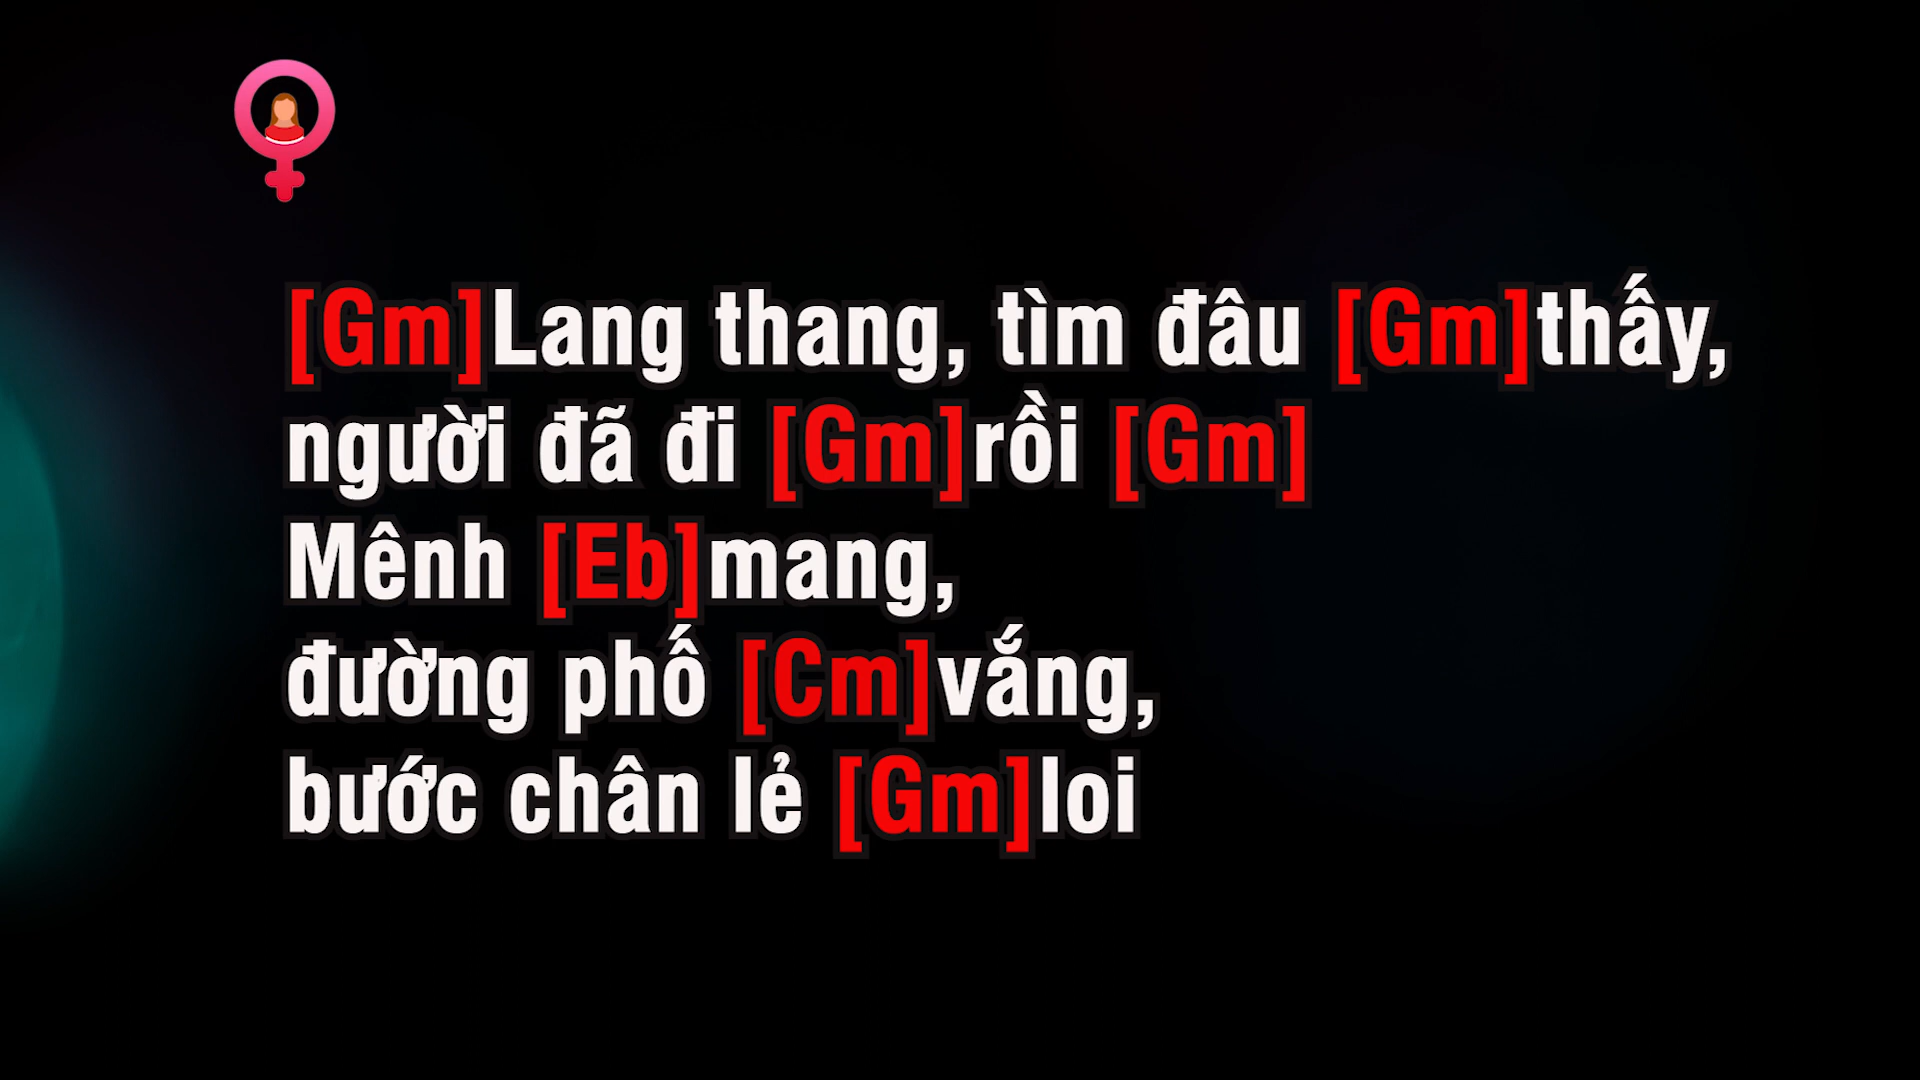 [Gm]Lang thang, tìm đâu [Gm]thấy,
người đã đi [Gm]rồi [Gm]
Mênh [Eb]mang,
đường phố [Cm]vắng,
bước chân lẻ [Gm]loi